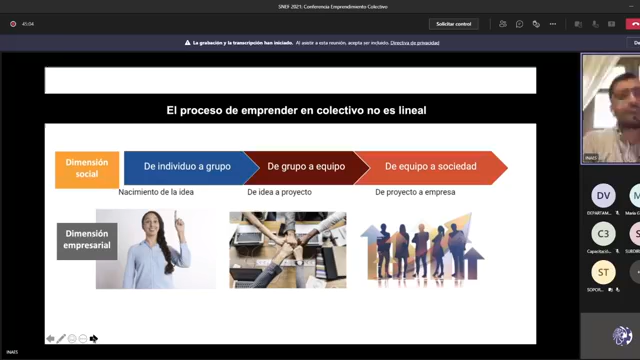 SNEF 2021: Conferencia Emprendimiento Colectivo
41:04
Solicitar control
La grabación y la transcripción han iniciado. Al asistir a esta reunión, acepta ser incluido. Directiva de privacidad
El proceso de emprender en colectivo no es lineal
Dimensión social
De individuo a grupo
De grupo a equipo
De equipo a sociedad
Nacimiento de la idea
De idea a proyecto
De proyecto a empresa
Dimensión empresarial
INAES
DV
DEPARTAM...
M
C3
S
ST
INAES